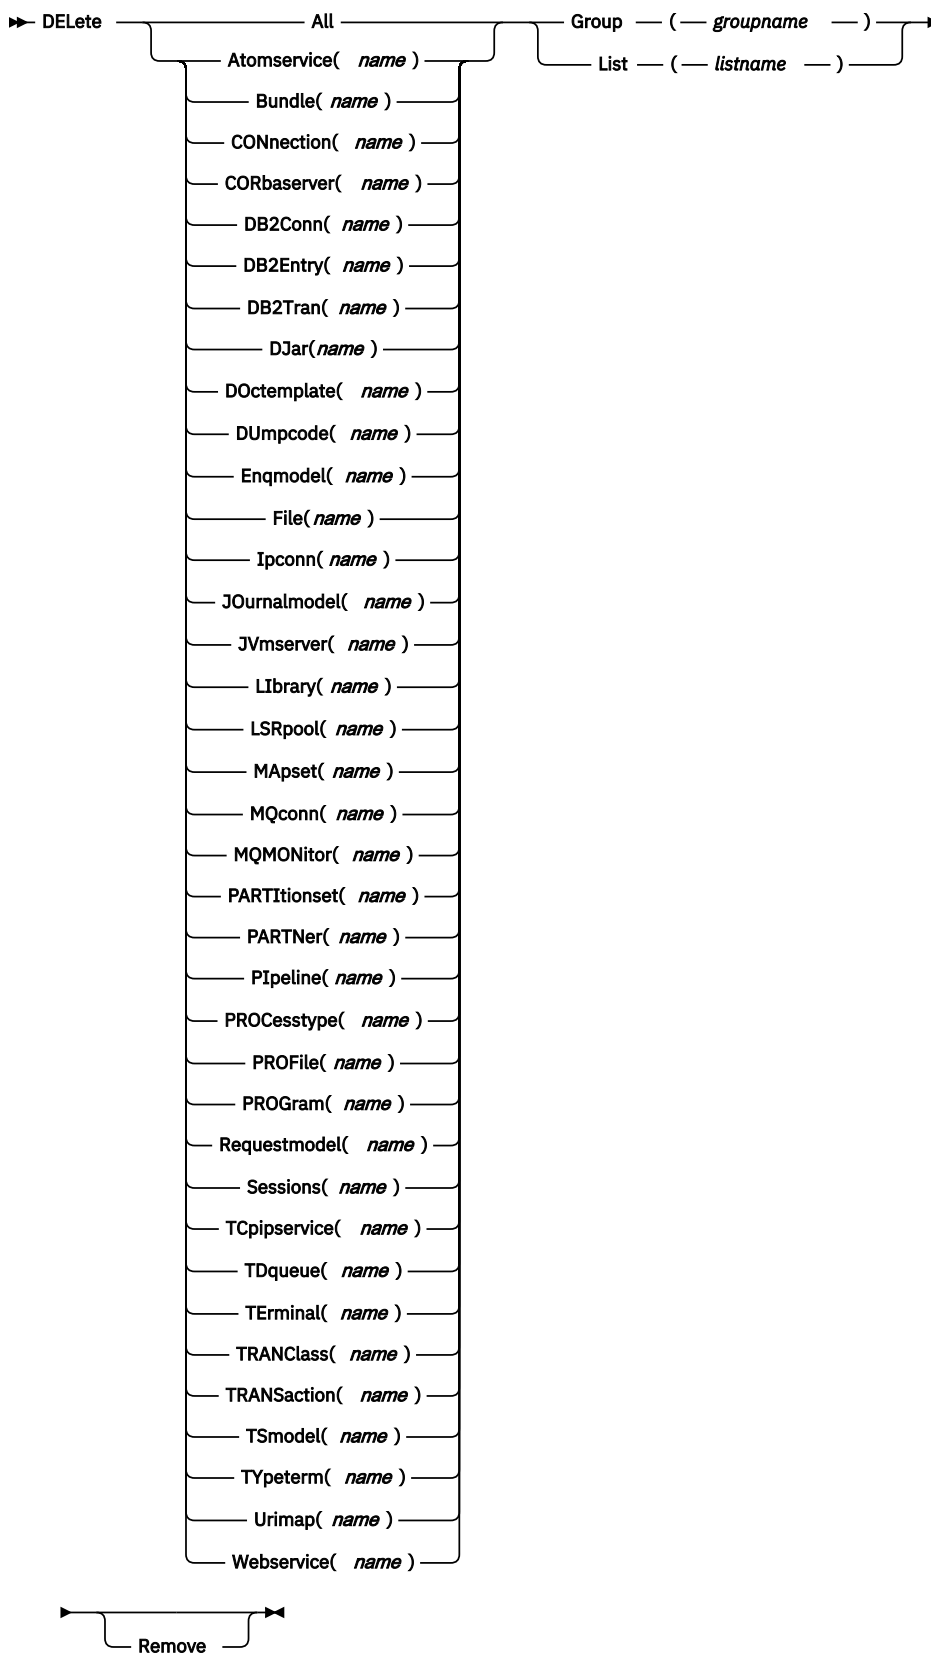 DELete All Group ( groupname )
Atomservice( name ) List ( listname )
Bundle( name )
CONnection( name )
CORbaserver( name )
DB2Conn( name )
DB2Entry( name )
DB2Tran( name )
DJar(name )
DOctemplate( name )
DUmpcode( name )
Enqmodel( name )
File(name )
Ipconn( name )
JOurnalmodel( name )
JVmserver( name )
LIbrary( name )
LSRpool( name )
MApset( name )
MQconn( name )
MQMONitor( name )
PARTItionset( name )
PARTNer( name )
PIpeline( name )
PROCesstype( name )
PROFile( name )
PROGram( name )
Requestmodel( name )
Sessions( name )
TCpipservice( name )
TDqueue( name )
TErminal( name )
TRANClass( name )
TRANSaction( name )
TSmodel( name )
TYpeterm( name )
Urimap( name )
Webservice( name )
Remove